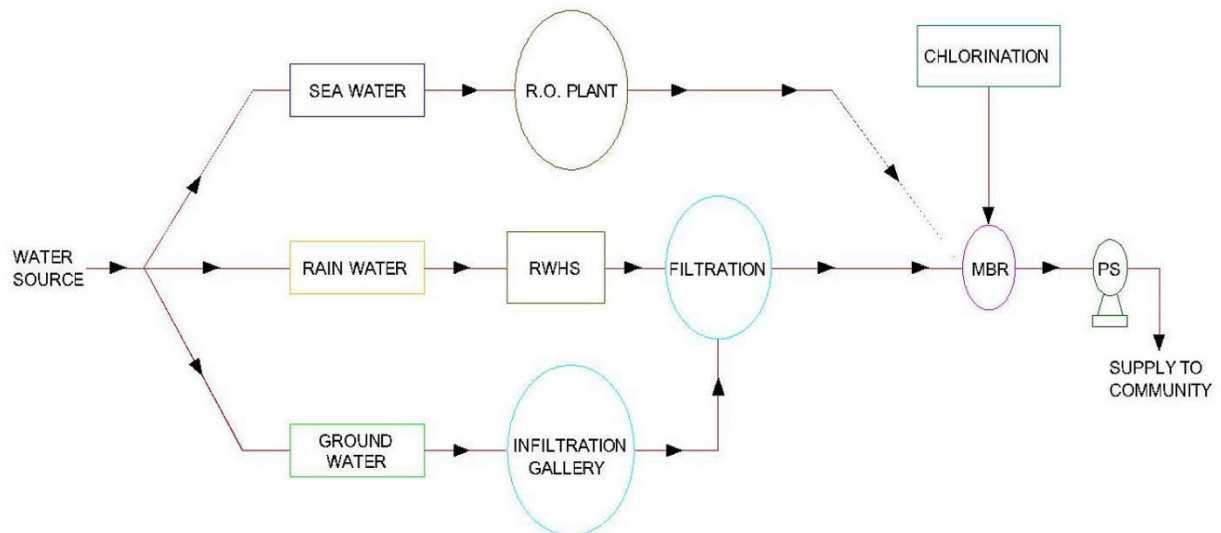 CHLORINATION
SEA WATER
R.O. PLANT
WATER
SOURCE
RAIN WATER
RWHS
FILTRATION
MBR
PS
SUPPLY TO
COMMUNITY
GROUND
WATER
INFILTRATION
GALLERY